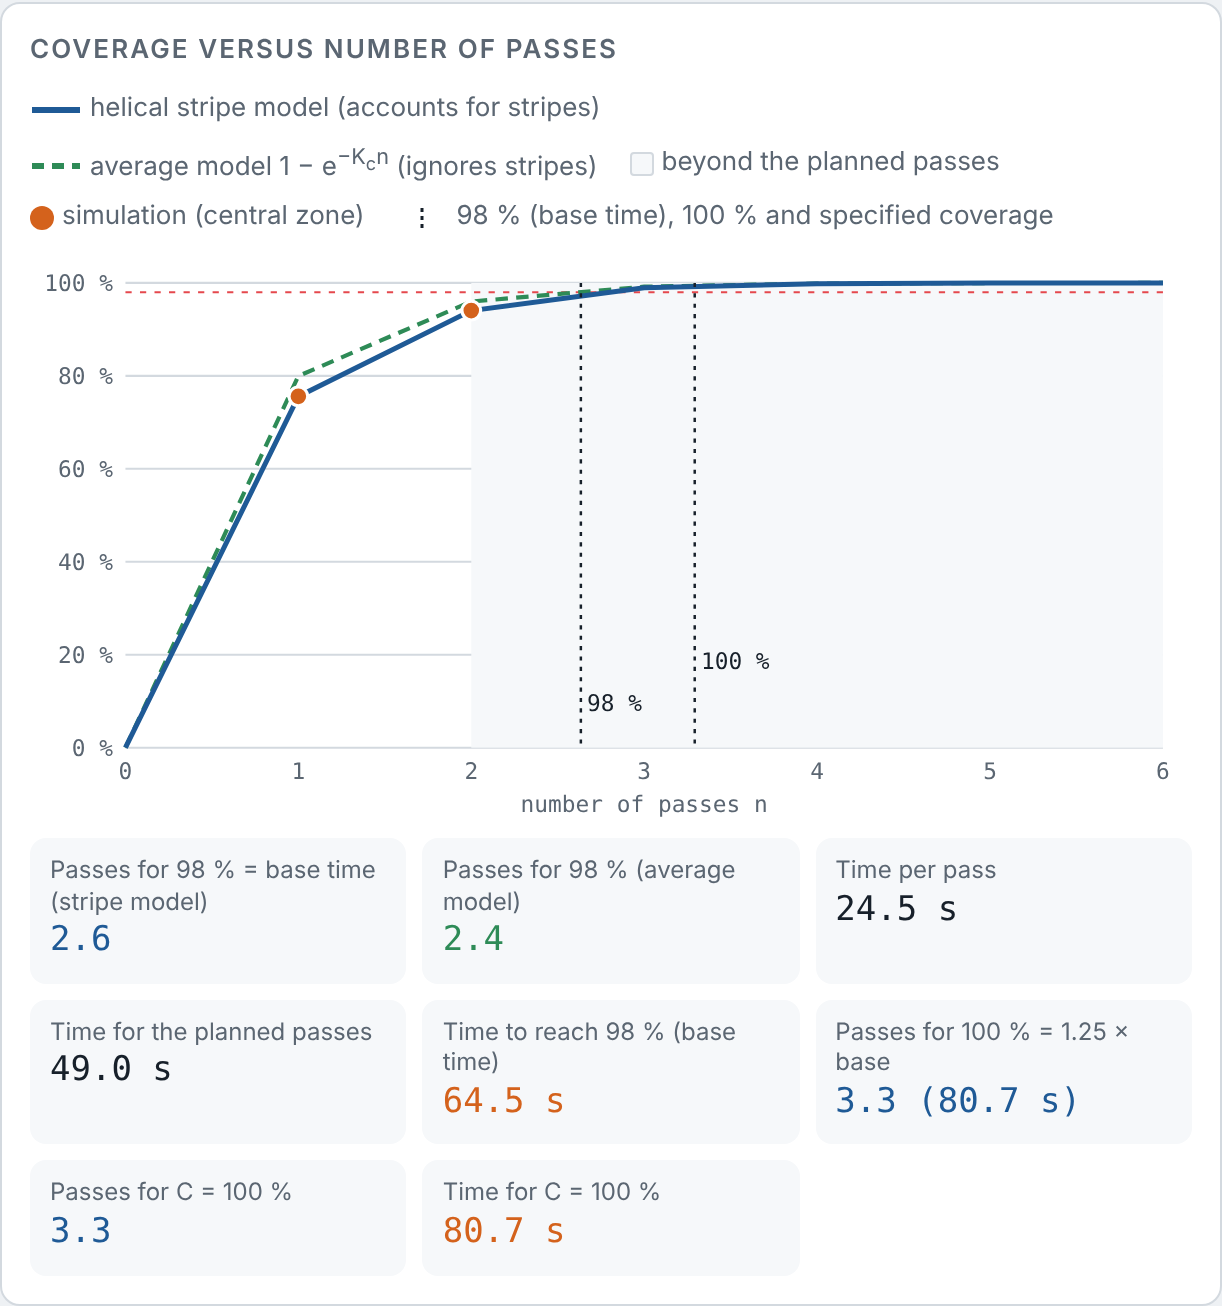 COVERAGE VERSUS NUMBER OF PASSES
helical stripe model (accounts for stripes)
average model 1 − e^−K_c n (ignores stripes)
beyond the planned passes
simulation (central zone)
98 % (base time), 100 % and specified coverage
100 %
80 %
60 %
40 %
20 %
0 %
100 %
98 %
0 1 2 3 4 5 6
number of passes n
Passes for 98 % = base time
(stripe model)
2.6
Passes for 98 % (average
model)
2.4
Time per pass
24.5 s
Time for the planned passes
49.0 s
Time to reach 98 % (base
time)
64.5 s
Passes for 100 % = 1.25 ×
base
3.3 (80.7 s)
Passes for C = 100 %
3.3
Time for C = 100 %
80.7 s